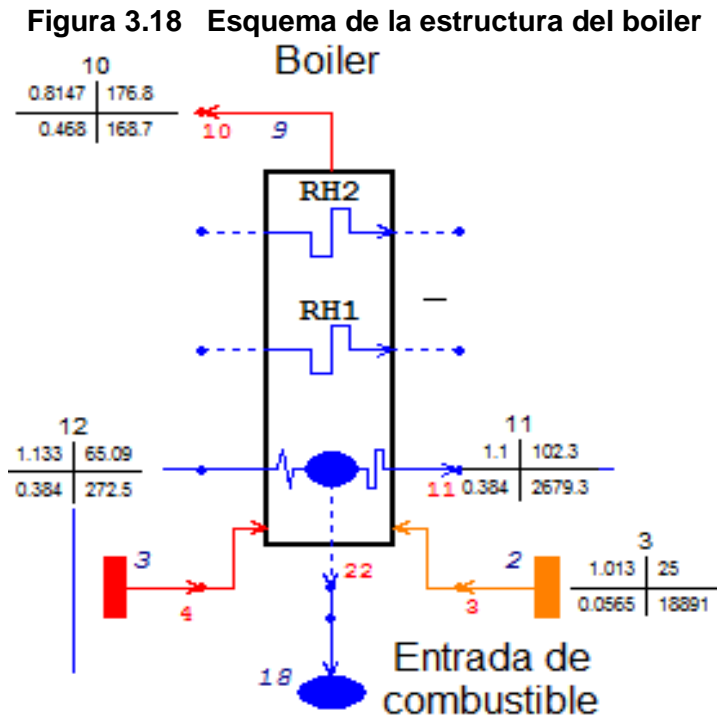 Figura 3.18 Esquema de la estructura del boiler
Boiler
10
0.8147 176.8
0.468 168.7
10 9
RH2
RH1
12
1.133 65.09
0.384 272.5
11
1.1 102.3
11 0.384 2679.3
3
4
22
2
3
3
1.013 25
0.0565 18891
18
Entrada de
combustible